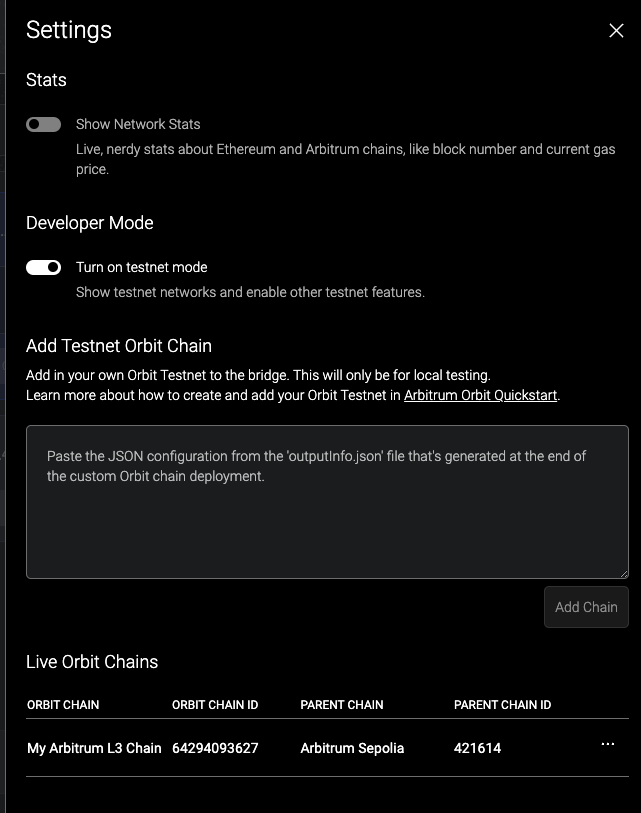 Settings
Stats
Show Network Stats
Live, nerdy stats about Ethereum and Arbitrum chains, like block number and current gas
price.
Developer Mode
Turn on testnet mode
Show testnet networks and enable other testnet features.
Add Testnet Orbit Chain
Add in your own Orbit Testnet to the bridge. This will only be for local testing.
Learn more about how to create and add your Orbit Testnet in Arbitrum Orbit Quickstart.
Paste the JSON configuration from the 'outputInfo.json' file that's generated at the end of
the custom Orbit chain deployment.
Add Chain
Live Orbit Chains
ORBIT CHAIN ORBIT CHAIN ID PARENT CHAIN PARENT CHAIN ID
My Arbitrum L3 Chain 64294093627 Arbitrum Sepolia 421614 ...